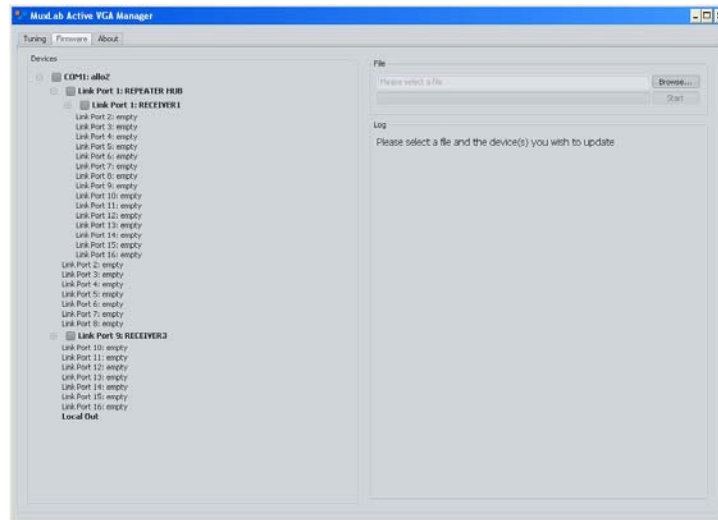 MuxLab Active VGA Manager
Tuning Firmware About
Devices
COM1: allo2
Link Port 1: REPEATER HUB
Link Port 1: RECEIVER1
Link Port 2: empty
Link Port 3: empty
Link Port 4: empty
Link Port 5: empty
Link Port 6: empty
Link Port 7: empty
Link Port 8: empty
Link Port 9: empty
Link Port 10: empty
Link Port 11: empty
Link Port 12: empty
Link Port 13: empty
Link Port 14: empty
Link Port 15: empty
Link Port 16: empty
Link Port 2: empty
Link Port 3: empty
Link Port 4: empty
Link Port 5: empty
Link Port 6: empty
Link Port 7: empty
Link Port 8: empty
Link Port 9: RECEIVER3
Link Port 10: empty
Link Port 11: empty
Link Port 12: empty
Link Port 13: empty
Link Port 14: empty
Link Port 15: empty
Link Port 16: empty
Local Out
File
Please select a file
Browse...
Start
Log
Please select a file and the device(s) you wish to update